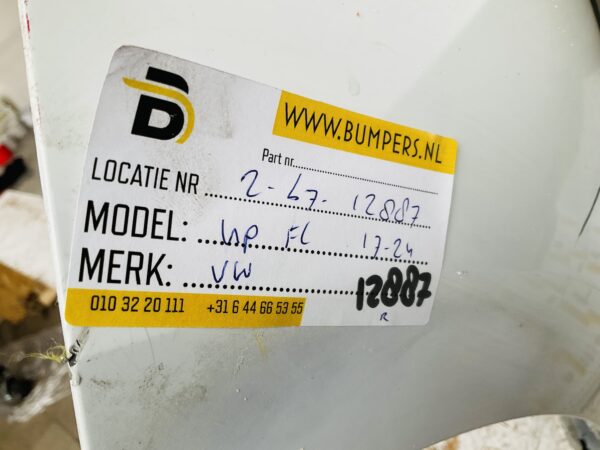 B
WWW.BUMPERS.NL
Part nr.
LOCATIE NR 2-67- 12887
MODEL: up FL 17-24
MERK: VW 12887
010 32 20 111 +31 6 44 66 53 55
R